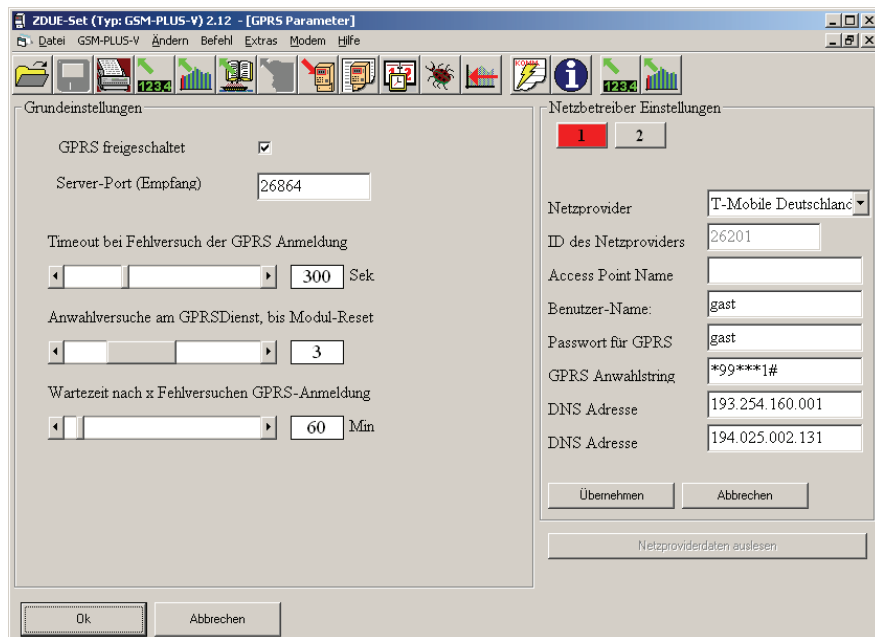 ZDUE-Set (Typ: GSM-PLUS-V) 2.12 - [GPRS Parameter]
Datei GSM-PLUS-V Ändern Befehl Extras Modem Hilfe
1234
KOMM.
1234
Grundeinstellungen
GPRS freigeschaltet
Server-Port (Empfang) 26864
Timeout bei Fehlversuch der GPRS Anmeldung
300 Sek
Anwahlversuche am GPRSDienst, bis Modul-Reset
3
Wartezeit nach x Fehlversuchen GPRS-Anmeldung
60 Min
Netzbetreiber Einstellungen
1 2
Netzprovider T-Mobile Deutschland
ID des Netzproviders 26201
Access Point Name
Benutzer-Name: gast
Passwort für GPRS gast
GPRS Anwahlstring *99***1#
DNS Adresse 193.254.160.001
DNS Adresse 194.025.002.131
Übernehmen Abbrechen
Netzproviderdaten auslesen
Ok Abbrechen